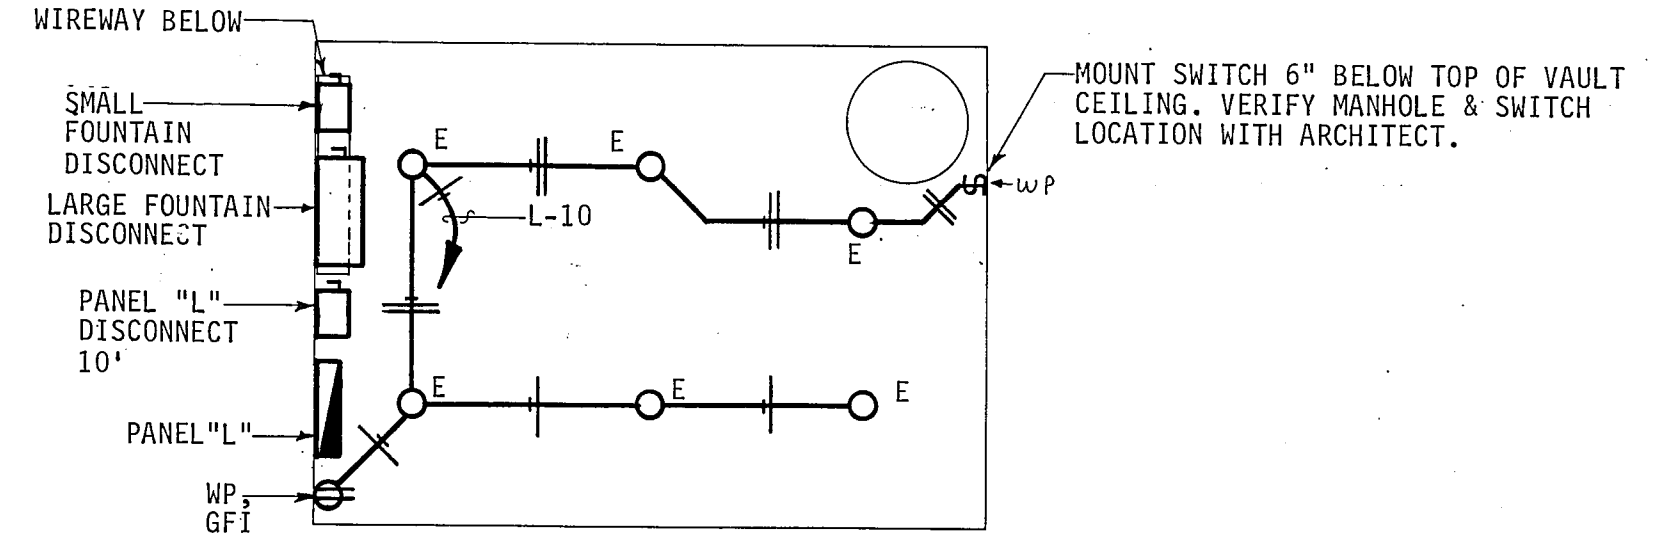 WIREWAY BELOW
SMALL
FOUNTAIN
DISCONNECT
LARGE FOUNTAIN
DISCONNECT
PANEL "L"
DISCONNECT
10'
PANEL"L"
WP,
GFI
E
E
E
E
E
E
L-10
WP
MOUNT SWITCH 6" BELOW TOP OF VAULT
CEILING. VERIFY MANHOLE & SWITCH
LOCATION WITH ARCHITECT.